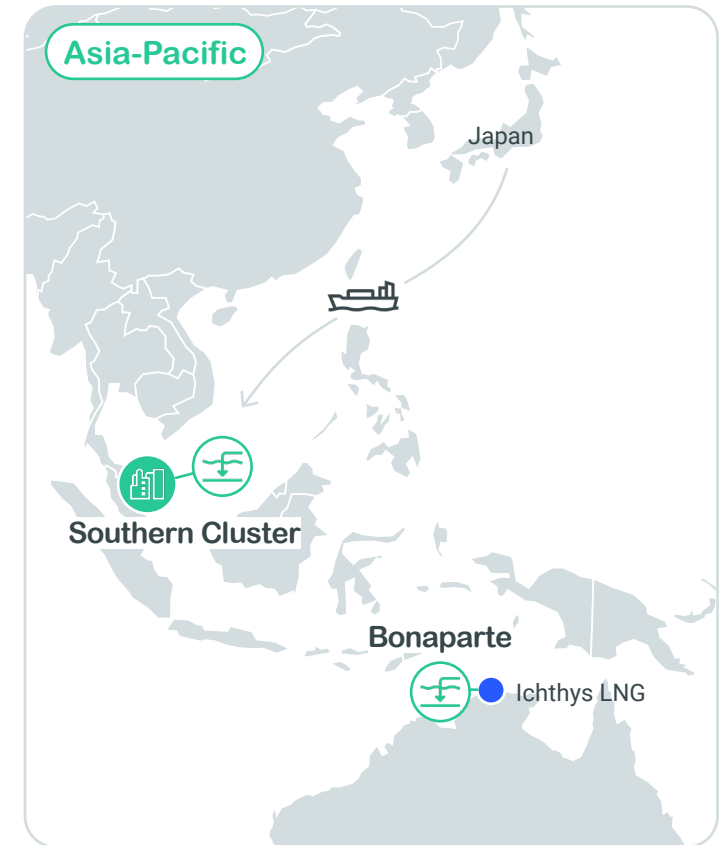 Asia-Pacific
Japan
Southern Cluster
Bonaparte
Ichthys LNG